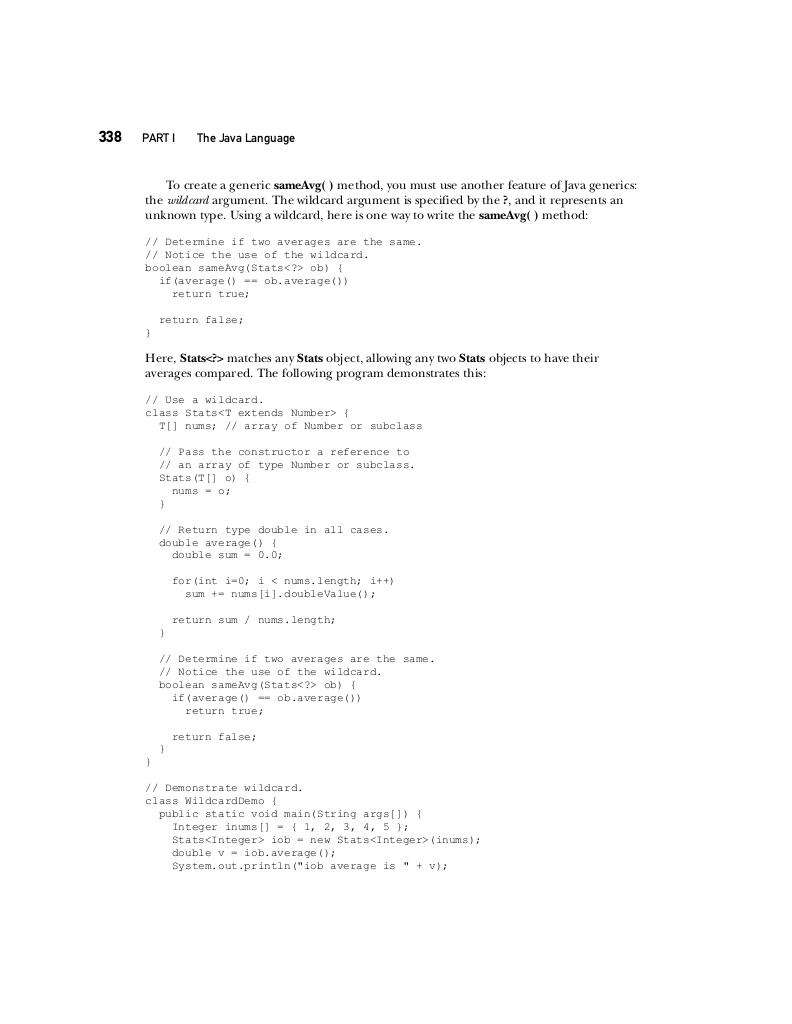 338 PART I The Java Language
To create a generic sameAvg( ) method, you must use another feature of Java generics:
the wildcard argument. The wildcard argument is specified by the ?, and it represents an
unknown type. Using a wildcard, here is one way to write the sameAvg( ) method:
// Determine if two averages are the same.
// Notice the use of the wildcard.
boolean sameAvg(Stats<?> ob) {
  if(average() == ob.average())
    return true;

  return false;
}
Here, Stats<?> matches any Stats object, allowing any two Stats objects to have their
averages compared. The following program demonstrates this:
// Use a wildcard.
class Stats<T extends Number> {
  T[] nums; // array of Number or subclass

  // Pass the constructor a reference to
  // an array of type Number or subclass.
  Stats(T[] o) {
    nums = o;
  }

  // Return type double in all cases.
  double average() {
    double sum = 0.0;

    for(int i=0; i < nums.length; i++)
      sum += nums[i].doubleValue();

    return sum / nums.length;
  }

  // Determine if two averages are the same.
  // Notice the use of the wildcard.
  boolean sameAvg(Stats<?> ob) {
    if(average() == ob.average())
      return true;

    return false;
  }
}

// Demonstrate wildcard.
class WildcardDemo {
  public static void main(String args[]) {
    Integer inums[] = { 1, 2, 3, 4, 5 };
    Stats<Integer> iob = new Stats<Integer>(inums);
    double v = iob.average();
    System.out.println("iob average is " + v);